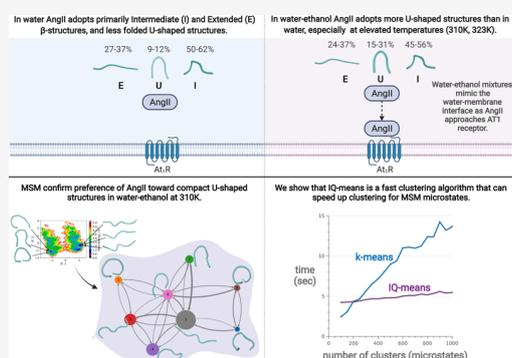 In water AngII adopts primarily Intermediate (I) and Extended (E)
β-structures, and less folded U-shaped structures.
27-37%
9-12%
50-62%
E
U
I
AngII
At₁R
In water-ethanol AngII adopts more U-shaped structures than in
water, especially at elevated temperatures (310K, 323K).
24-37%
15-31%
45-56%
E
U
I
AngII
AngII
Water-ethanol mixtures
mimic the
water-membrane
interface as AngII
approaches AT1
receptor.
At₁R
MSM confirm preference of AngII toward compact U-shaped
structures in water-ethanol at 310K.
We show that IQ-means is a fast clustering algorithm that can
speed up clustering for MSM microstates.
15
10
5
0
time
(sec)
k-means
IQ-means
0
200
400
600
800
1000
number of clusters (microstates)